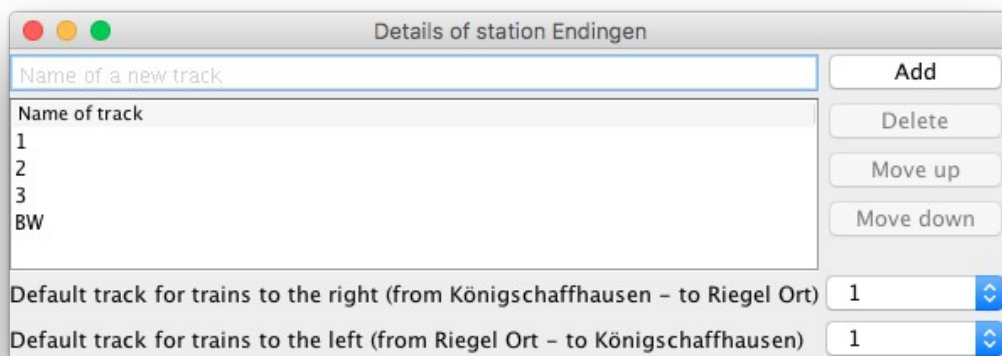 Details of station Endingen
Name of a new track
Add
Name of track
1
2
3
BW
Delete
Move up
Move down
Default track for trains to the right (from Königschaffhausen – to Riegel Ort) 1
Default track for trains to the left (from Riegel Ort – to Königschaffhausen) 1